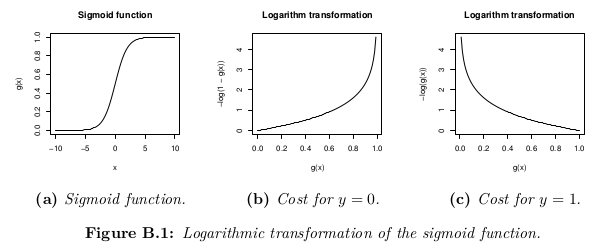 Sigmoid function
Logarithm transformation
Logarithm transformation
g(x)
0.0 0.2 0.4 0.6 0.8 1.0
−10 −5 0 5 10
x
−log(1 − g(x))
0 1 2 3 4
0.0 0.2 0.4 0.6 0.8 1.0
g(x)
−log(g(x))
0 1 2 3 4
0.0 0.2 0.4 0.6 0.8 1.0
g(x)
(a) Sigmoid function.
(b) Cost for y = 0.
(c) Cost for y = 1.
Figure B.1: Logarithmic transformation of the sigmoid function.